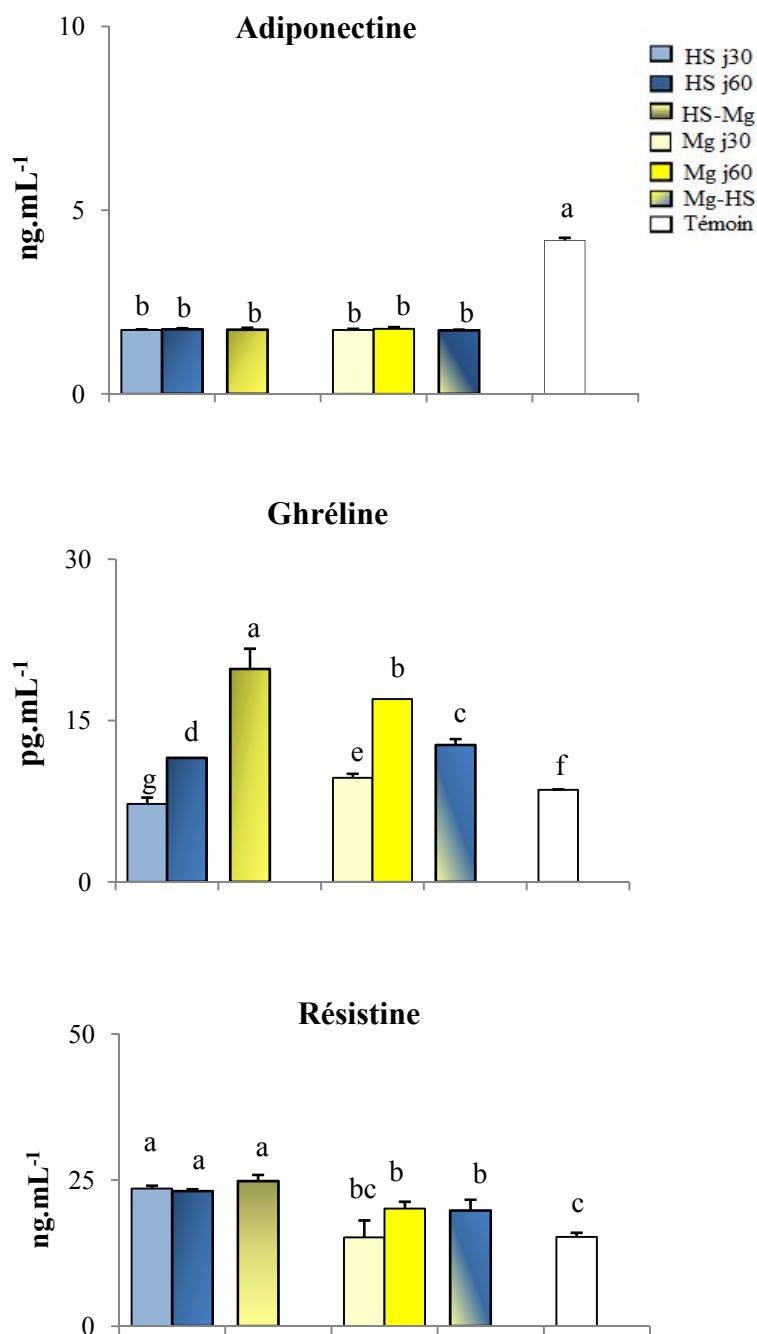 Adiponectine
10
5
0
ng.mL-1
b b b b b b a
HS j30
HS j60
HS-Mg
Mg j30
Mg j60
Mg-HS
Témoin
Ghréline
30
15
0
pg.mL-1
g d a e b c f
Résistine
50
25
0
ng.mL-1
a a a bc b b c